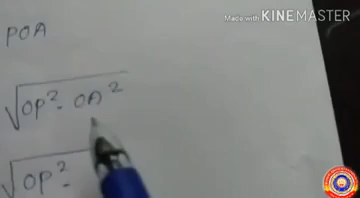 Made with KINEMASTER
POA
√OP² - OA²
√OP² -